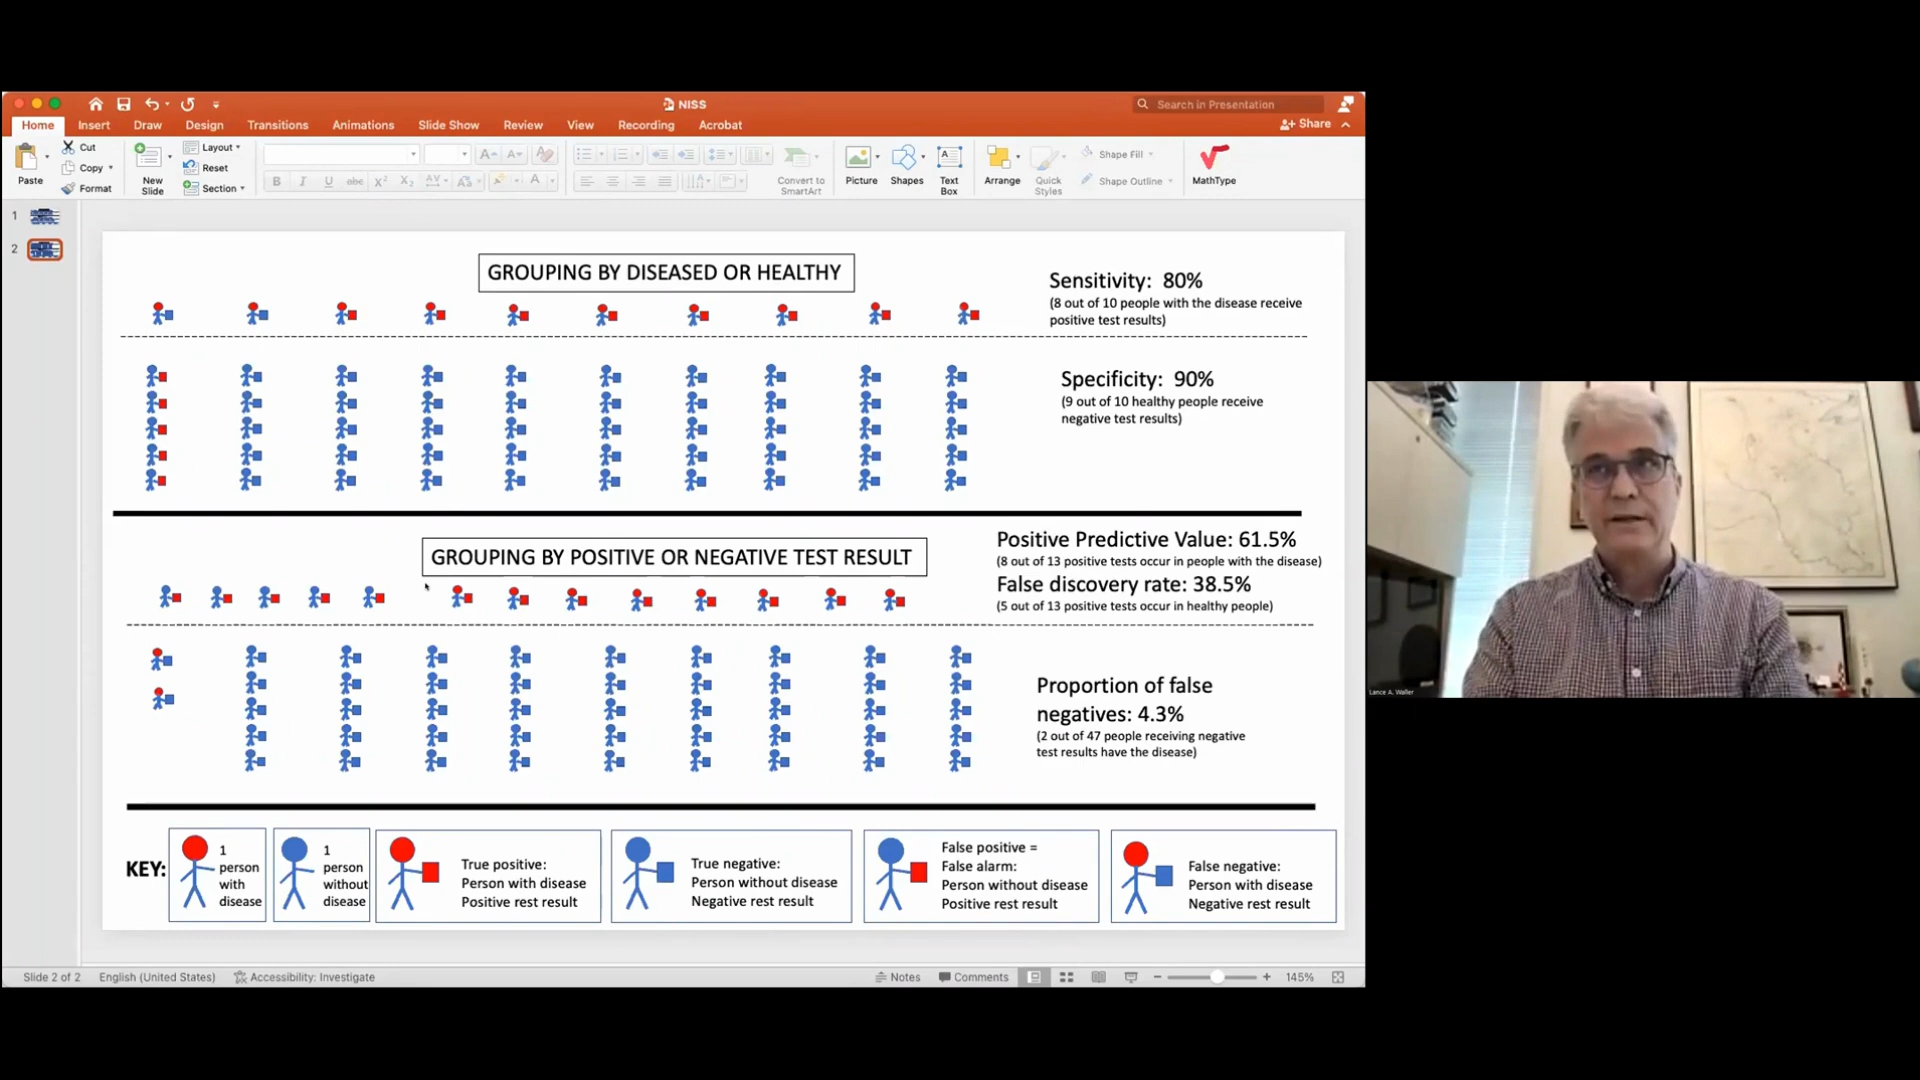 NISS
Search in Presentation
Home Insert Draw Design Transitions Animations Slide Show Review View Recording Acrobat
Share
Paste
Cut
Copy
Format
New
Slide
Layout
Reset
Section
Convert to
SmartArt
Picture
Shapes
Text
Box
Arrange
Quick
Styles
Shape Fill
Shape Outline
MathType
1
2
GROUPING BY DISEASED OR HEALTHY
Sensitivity: 80%
(8 out of 10 people with the disease receive
positive test results)
Specificity: 90%
(9 out of 10 healthy people receive
negative test results)
GROUPING BY POSITIVE OR NEGATIVE TEST RESULT
Positive Predictive Value: 61.5%
(8 out of 13 positive tests occur in people with the disease)
False discovery rate: 38.5%
(5 out of 13 positive tests occur in healthy people)
Proportion of false
negatives: 4.3%
(2 out of 47 people receiving negative
test results have the disease)
KEY:
1
person
with
disease
1
person
without
disease
True positive:
Person with disease
Positive rest result
True negative:
Person without disease
Negative rest result
False positive =
False alarm:
Person without disease
Positive rest result
False negative:
Person with disease
Negative rest result
Slide 2 of 2 English (United States) Accessibility: Investigate
Notes Comments 145%
Lance A. Waller